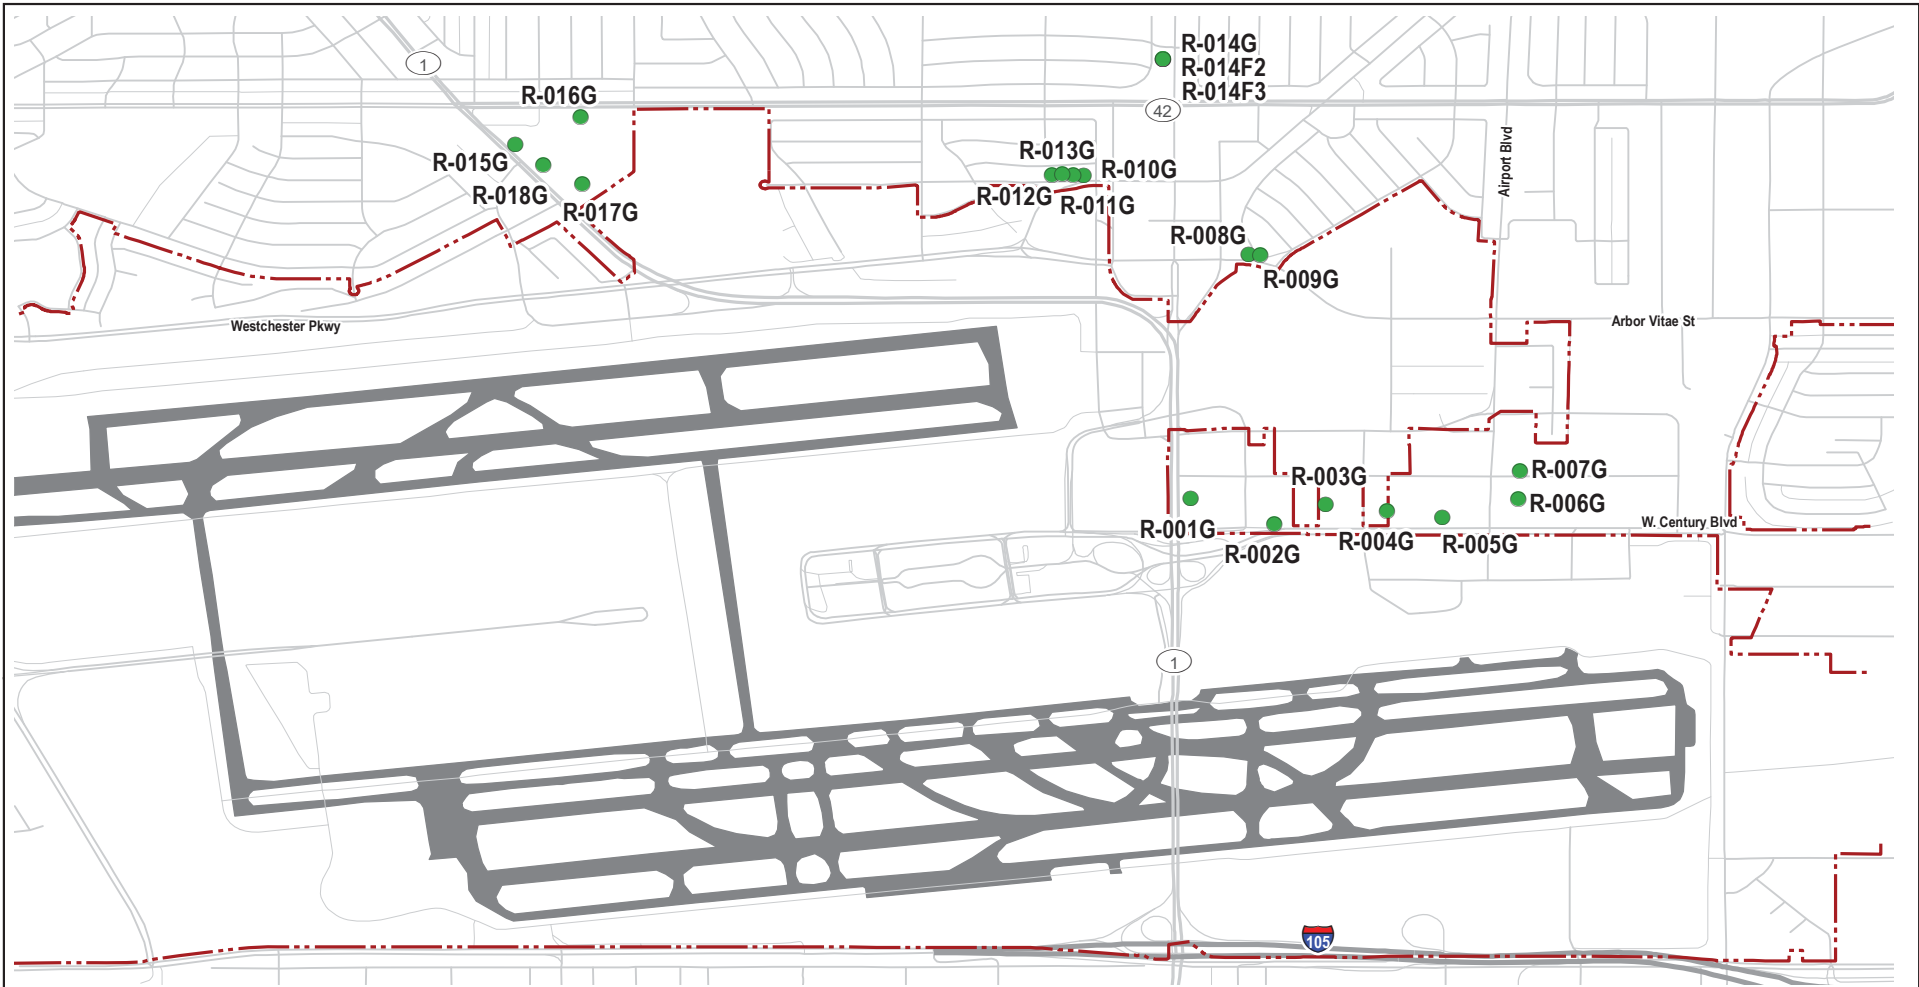 R-014G
R-014F2
R-014F3
1
R-016G
42
R-015G
R-018G
R-017G
R-013G
R-010G
R-012G
R-011G
Airport Blvd
R-008G
R-009G
Westchester Pkwy
Arbor Vitae St
R-007G
R-003G
R-006G
R-001G
R-002G
R-004G
R-005G
W. Century Blvd
1
105